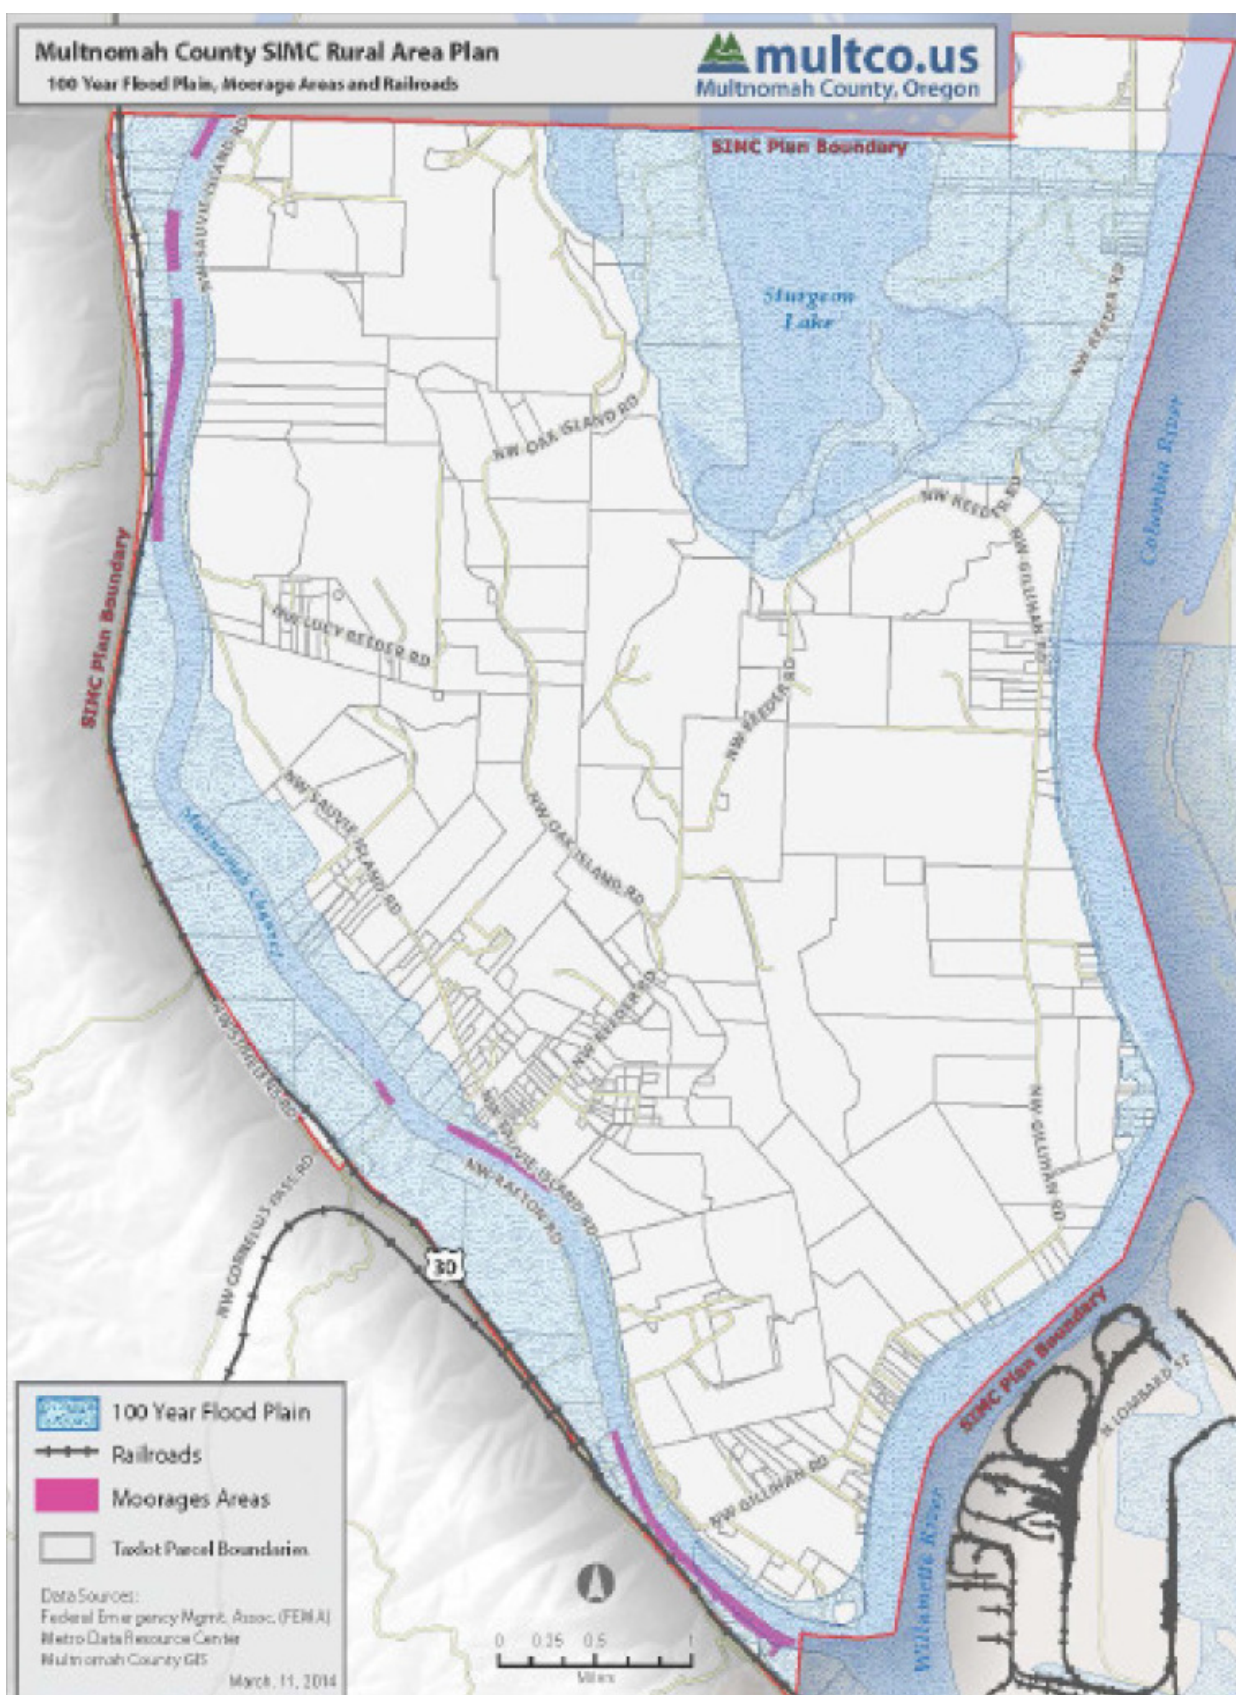 Multnomah County SIMC Rural Area Plan
100 Year Flood Plain, Moorage Areas and Railroads
multco.us
Multnomah County, Oregon
SIMC Plan Boundary
NW SAUVIE ISLAND RD
Sturgeon
Lake
NW REEDER RD
Columbia River
NW OAK ISLAND RD
NW REEDER RD
NW GILLIHAN RD
SIMC Plan Boundary
LUCY REEDER RD
NW REEDER RD
NW SAUVIE ISLAND RD
NW OAK ISLAND RD
Multnomah Channel
NW REEDER RD
NW SAUVIE ISLAND RD
NW RAFTON RD
NW GILLIHAN RD
NW CORNELIUS PASS RD
30
SIMC Plan Boundary
N LOMBARD ST
NW GILLIHAN RD
Willamette River
100 Year Flood Plain
Railroads
Moorages Areas
Taxlot Parcel Boundaries
Data Sources:
Federal Emergency Mgmt. Assoc. (FEMA)
Metro Data Resource Center
Multnomah County GIS
March, 11, 2014
0 0.25 0.5 1
Miles